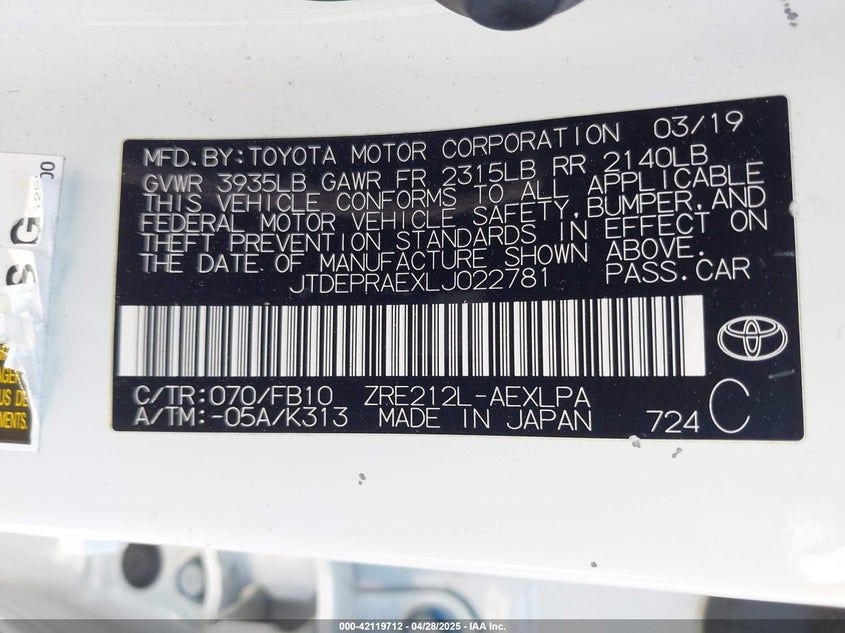 MFD. BY: TOYOTA MOTOR CORPORATION 03/19
GVWR 3935LB GAWR FR 2315LB RR 2140LB
THIS VEHICLE CONFORMS TO ALL APPLICABLE
FEDERAL MOTOR VEHICLE SAFETY, BUMPER, AND
THEFT PREVENTION STANDARDS IN EFFECT ON
THE DATE OF MANUFACTURE SHOWN ABOVE.
JTDEPRAEXLJ022781 PASS.CAR
C/TR: 070/FB10 ZRE212L-AEXLPA
A/TM: -05A/K313 MADE IN JAPAN 724 C
S G
US DE
MENTS.
000-42119712 - 04/28/2025 - IAA Inc.